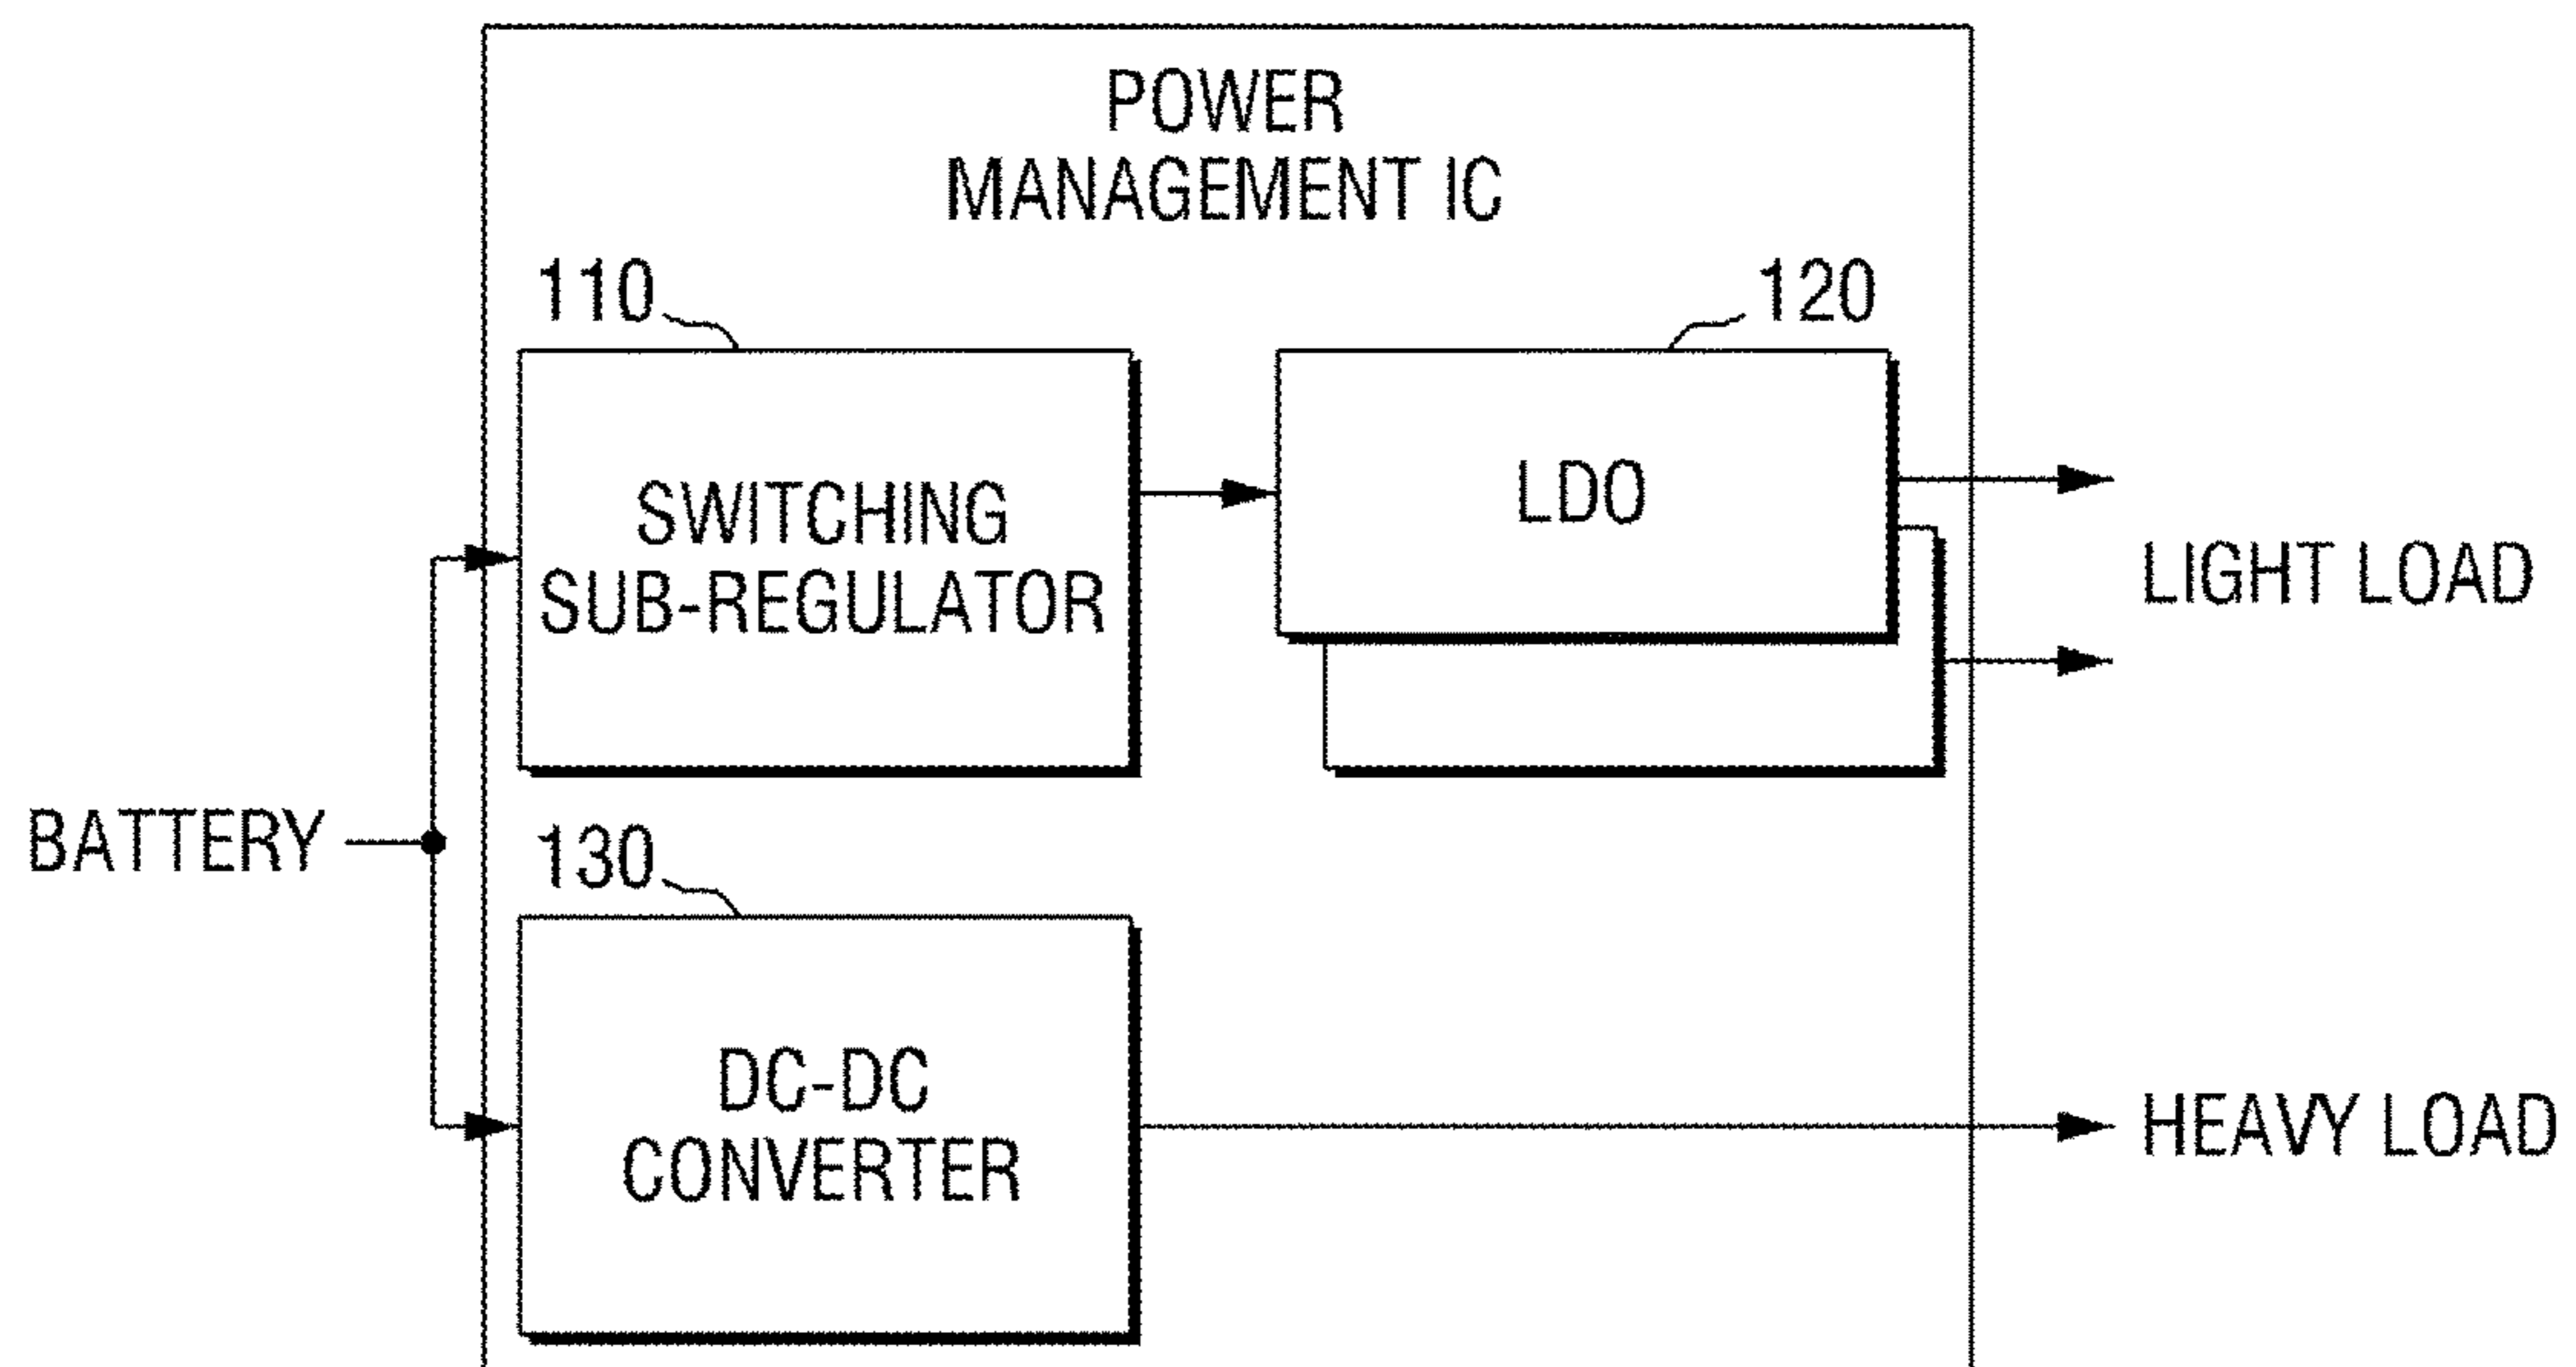 POWER
MANAGEMENT IC
110
120
SWITCHING
SUB-REGULATOR
LDO
LIGHT LOAD
BATTERY
130
DC-DC
CONVERTER
HEAVY LOAD